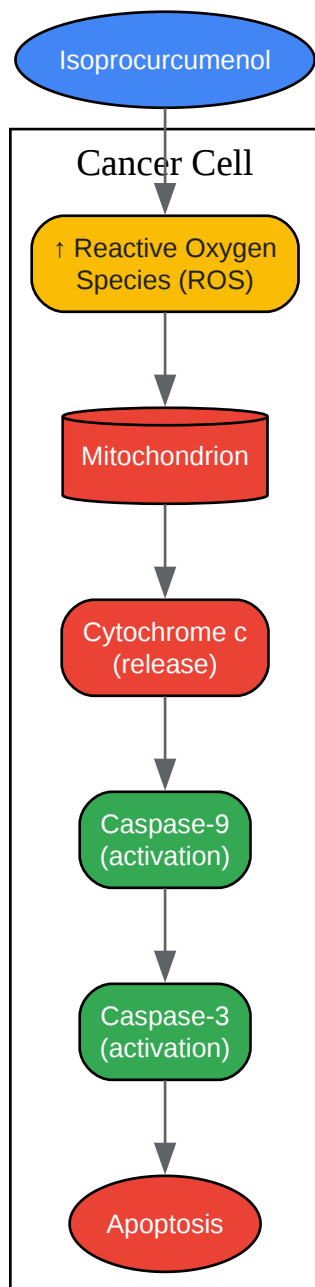 Isoprocurcumenol
Cancer Cell
↑ Reactive Oxygen
Species (ROS)
Mitochondrion
Cytochrome c
(release)
Caspase-9
(activation)
Caspase-3
(activation)
Apoptosis